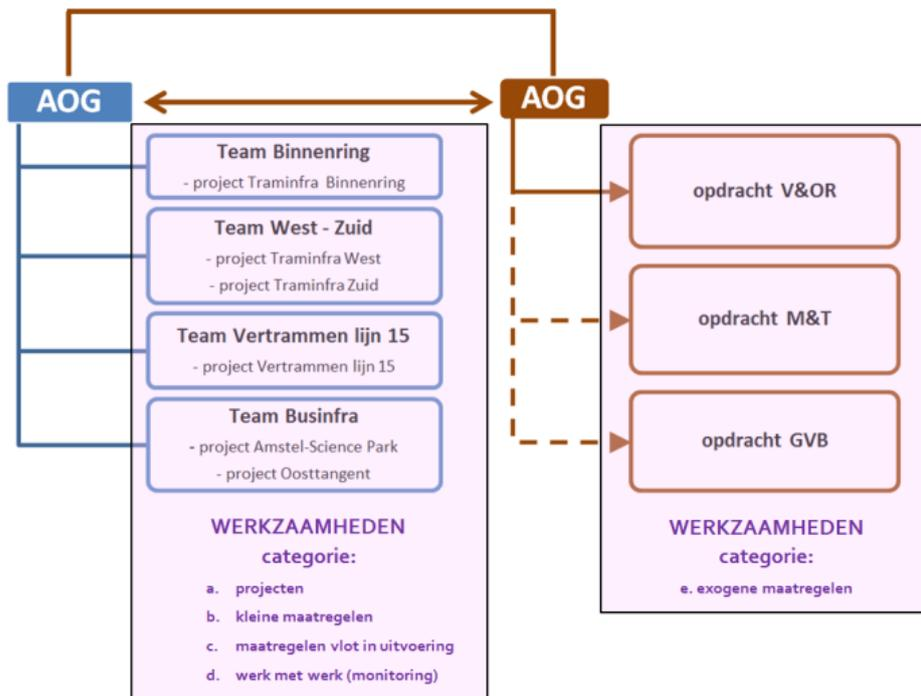 AOG
AOG
Team Binnenring
- project Traminfra Binnenring
Team West - Zuid
- project Traminfra West
- project Traminfra Zuid
Team Vertrammen lijn 15
- project Vertrammen lijn 15
Team Businfra
- project Amstel-Science Park
- project Oosttangent
WERKZAAMHEDEN
categorie:
a. projecten
b. kleine maatregelen
c. maatregelen vlot in uitvoering
d. werk met werk (monitoring)
opdracht V&OR
opdracht M&T
opdracht GVB
WERKZAAMHEDEN
categorie:
e. exogene maatregelen